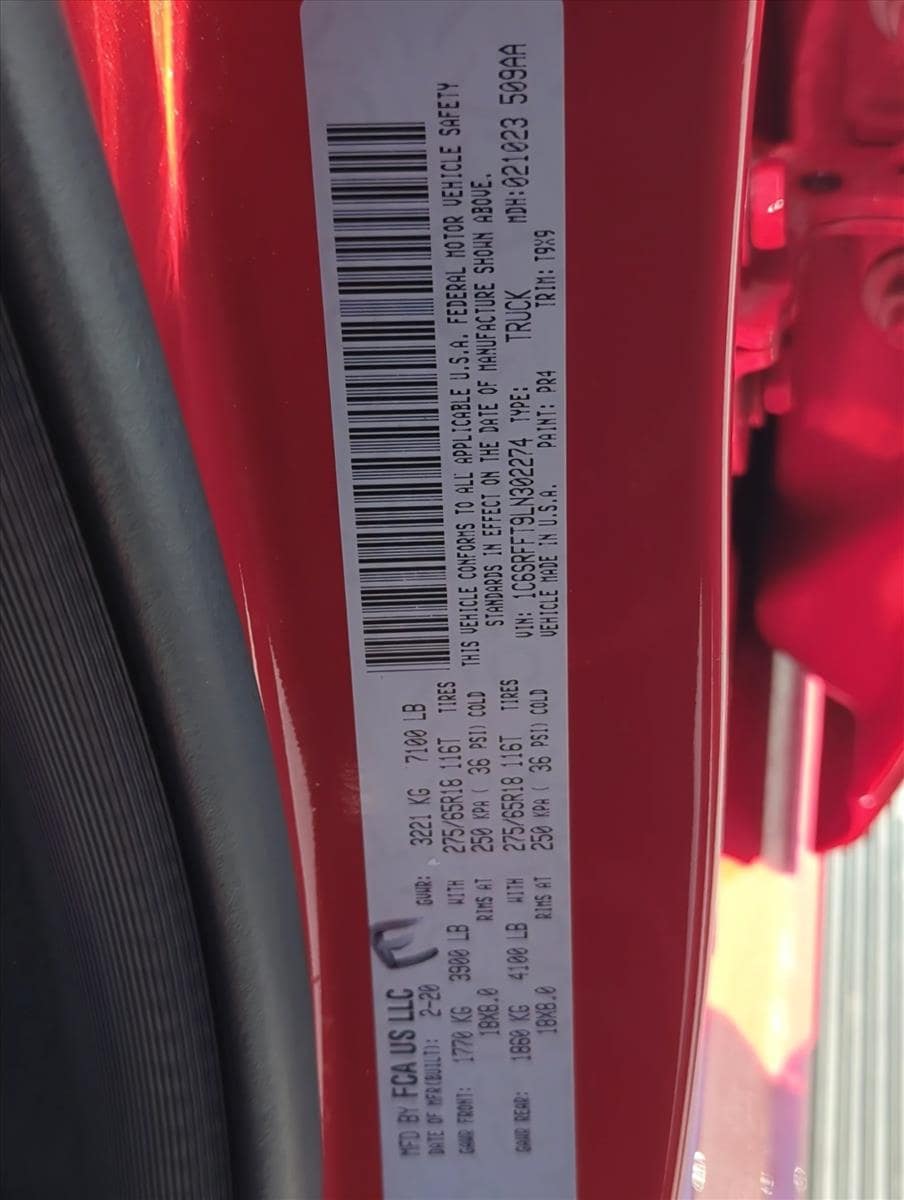 MFD BY FCA US LLC
DATE OF MFR(BUILT): 2-20
GVWR: 3221 KG 7100 LB
GAWR FRONT: 1770 KG 3900 LB WITH 275/65R18 116T TIRES
18X8.0 RIMS AT 250 KPA ( 36 PSI) COLD
GAWR REAR: 1860 KG 4100 LB WITH 275/65R18 116T TIRES
18X8.0 RIMS AT 250 KPA ( 36 PSI) COLD
THIS VEHICLE CONFORMS TO ALL APPLICABLE U.S.A. FEDERAL MOTOR VEHICLE SAFETY
STANDARDS IN EFFECT ON THE DATE OF MANUFACTURE SHOWN ABOVE.
VIN: 1C6SRFFT9LN302274 TYPE: TRUCK MDH:021023 509AA
VEHICLE MADE IN U.S.A. PAINT: PR4 TRIM: T9X9